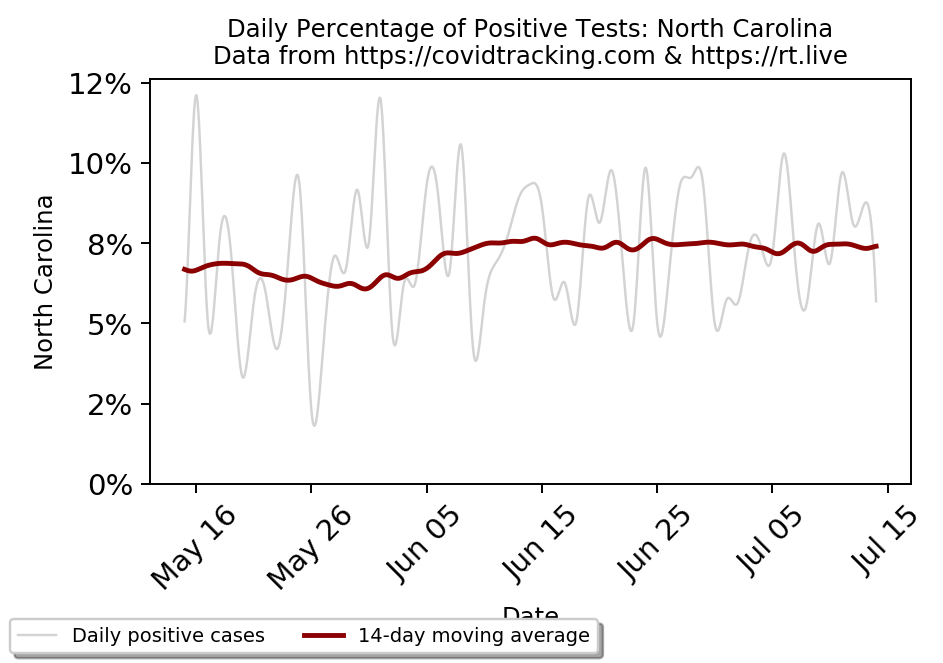 Daily Percentage of Positive Tests: North Carolina
Data from https://covidtracking.com & https://rt.live
12%
10%
8%
5%
2%
0%
North Carolina
May 16
May 26
Jun 05
Jun 15
Jun 25
Jul 05
Jul 15
Date
Daily positive cases
14-day moving average